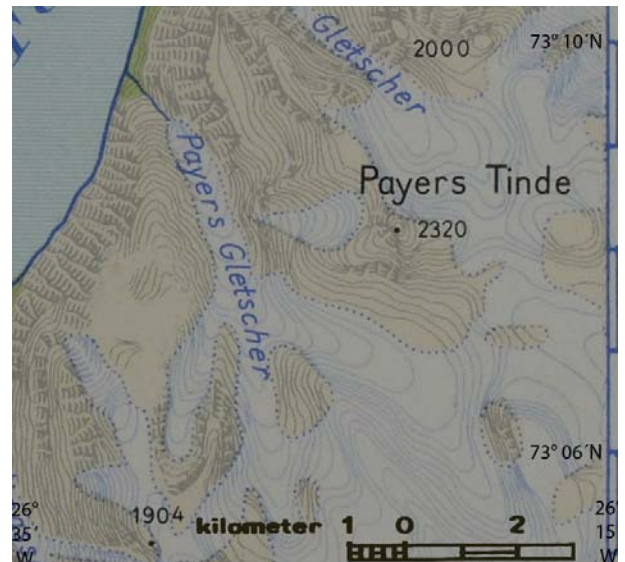 Gletscher
2000
73° 10´N
Payers Tinde
2320
Payers Gletscher
73° 06´N
26°
35´
W
1904
kilometer 1 0 2
26°
15´
W